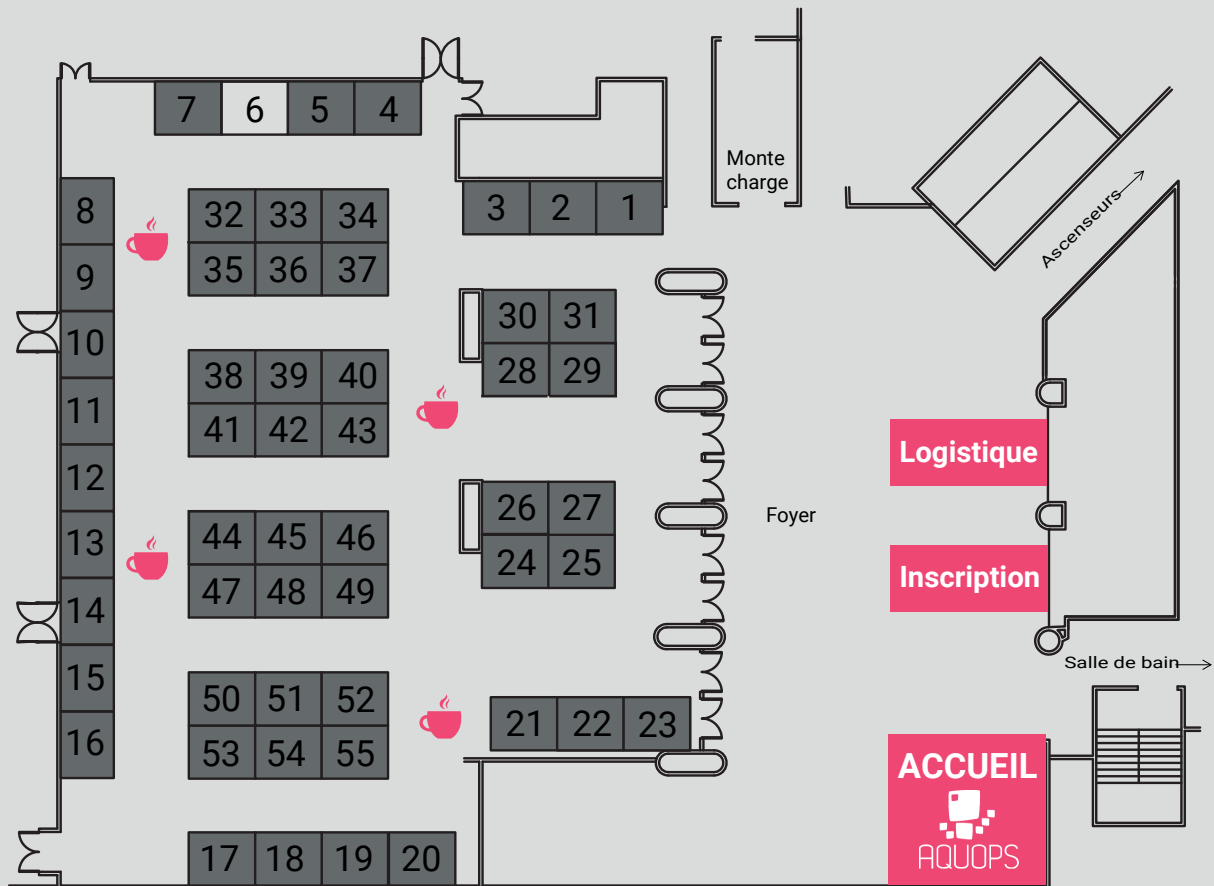 7 6 5 4
Monte
charge
3 2 1
Ascenseurs
8
9
10
11
12
13
14
15
16
32 33 34
35 36 37
30 31
28 29
38 39 40
41 42 43
Logistique
26 27
24 25
Foyer
44 45 46
47 48 49
Inscription
Salle de bain
50 51 52
53 54 55
21 22 23
ACCUEIL
AQUOPS
17 18 19 20